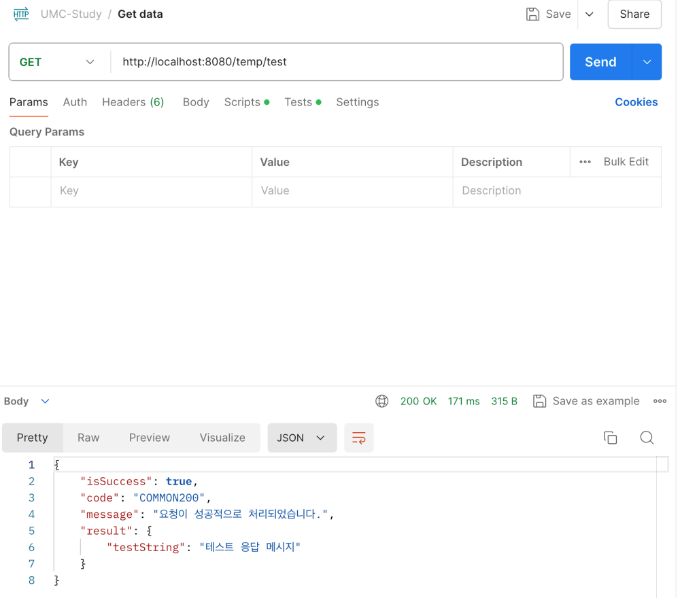 HTTP UMC-Study / Get data Save Share
GET http://localhost:8080/temp/test Send
Params Auth Headers (6) Body Scripts Tests Settings Cookies
Query Params
Key Value Description ••• Bulk Edit
Key Value Description
Body 200 OK 171 ms 315 B Save as example
Pretty Raw Preview Visualize JSON
1 {
2 "isSuccess": true,
3 "code": "COMMON200",
4 "message": "요청이 성공적으로 처리되었습니다.",
5 "result": {
6 "testString": "테스트 응답 메시지"
7 }
8 }